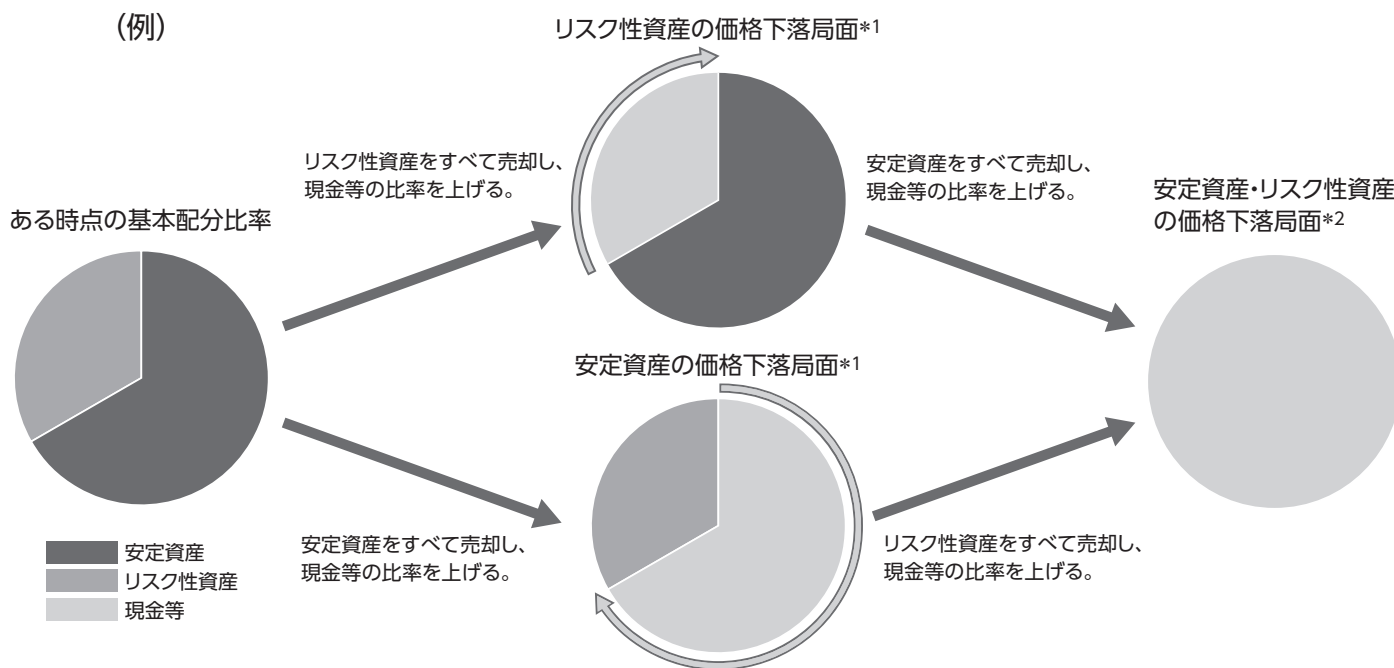 (例)
リスク性資産の価格下落局面*1
リスク性資産をすべて売却し、
現金等の比率を上げる。
安定資産をすべて売却し、
現金等の比率を上げる。
安定資産・リスク性資産
の価格下落局面*2
ある時点の基本配分比率
安定資産の価格下落局面*1
安定資産
リスク性資産
現金等
安定資産をすべて売却し、
現金等の比率を上げる。
リスク性資産をすべて売却し、
現金等の比率を上げる。